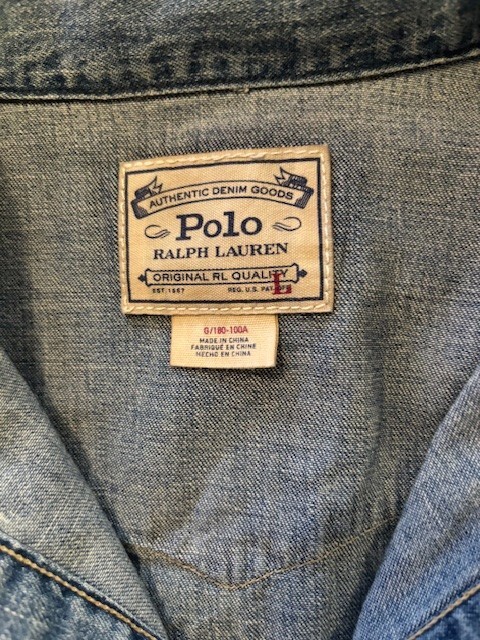 AUTHENTIC DENIM GOODS
Polo
RALPH LAUREN
ORIGINAL RL QUALITY
EST 1967 REG. U.S. PAT. OFF
L
G/180-100A
MADE IN CHINA
FABRIQUÉ EN CHINE
HECHO EN CHINA